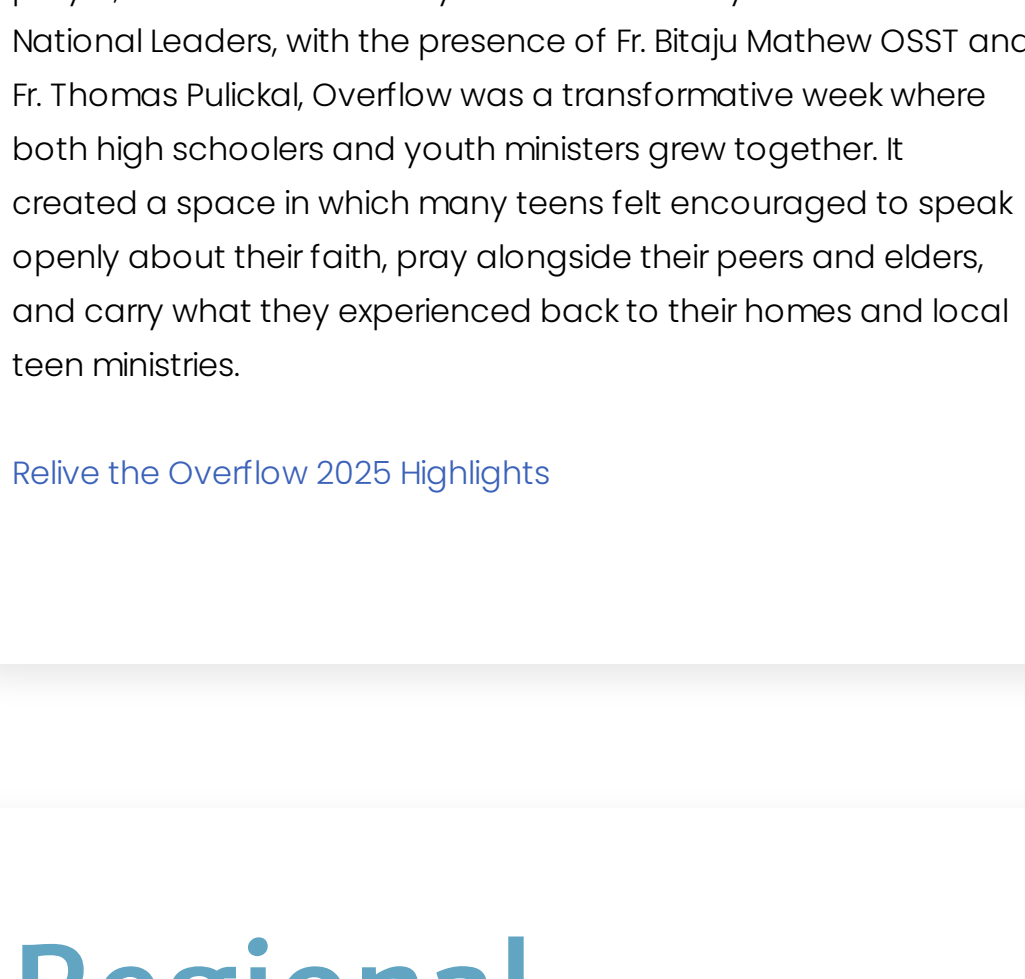 National Leaders, with the presence of Fr. Bitaju Mathew OSST and
Fr. Thomas Pulickal, Overflow was a transformative week where
both high schoolers and youth ministers grew together. It
created a space in which many teens felt encouraged to speak
openly about their faith, pray alongside their peers and elders,
and carry what they experienced back to their homes and local
teen ministries.
Relive the Overflow 2025 Highlights
Regional